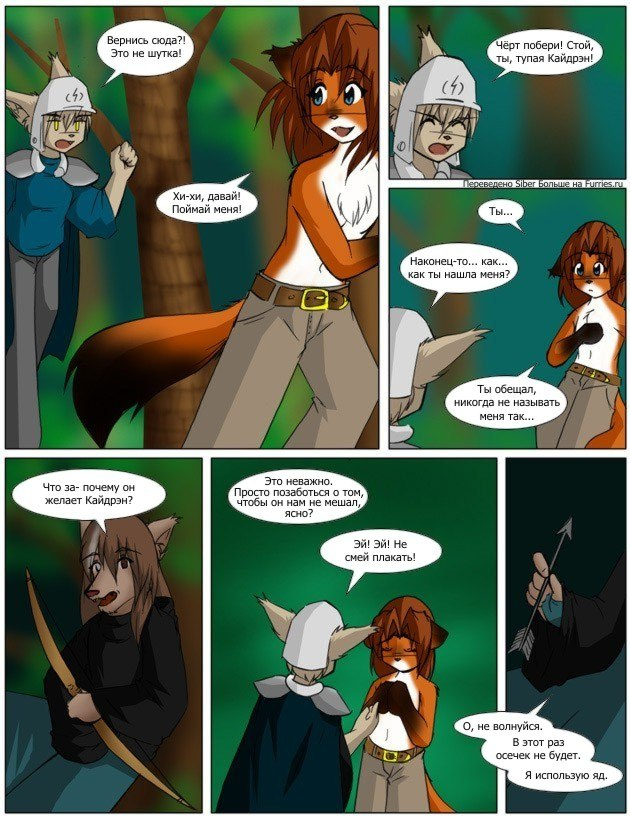 Вернись сюда?!
Это не шутка!
Хи-хи, давай!
Поймай меня!
Чёрт побери! Стой,
ты, тупая Кайдрэн!
Переведено Siber Больше на Furries.ru
Ты...
Наконец-то... как...
как ты нашла меня?
Ты обещал,
никогда не называть
меня так...
Что за- почему он
желает Кайдрэн?
Это неважно.
Просто позаботься о том,
чтобы он нам не мешал,
ясно?
Эй! Эй! Не
смей плакать!
О, не волнуйся.
В этот раз
осечек не будет.
Я использую яд.